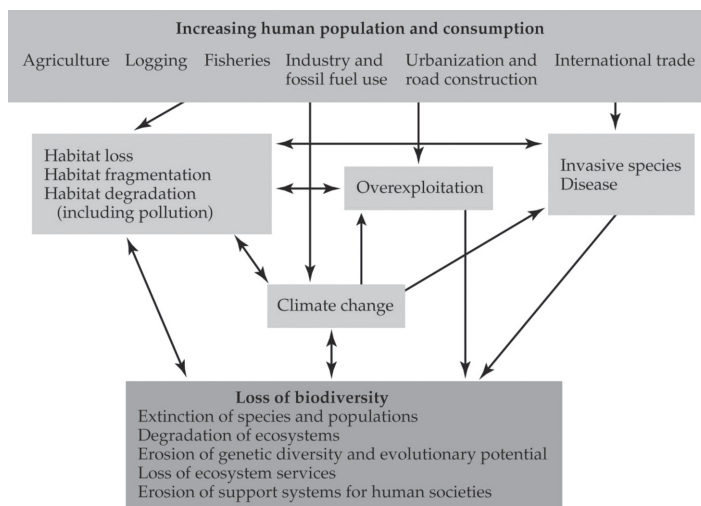 Increasing human population and consumption
Agriculture Logging Fisheries Industry and fossil fuel use Urbanization and road construction International trade
Habitat loss
Habitat fragmentation
Habitat degradation
(including pollution)
Overexploitation
Invasive species
Disease
Climate change
Loss of biodiversity
Extinction of species and populations
Degradation of ecosystems
Erosion of genetic diversity and evolutionary potential
Loss of ecosystem services
Erosion of support systems for human societies